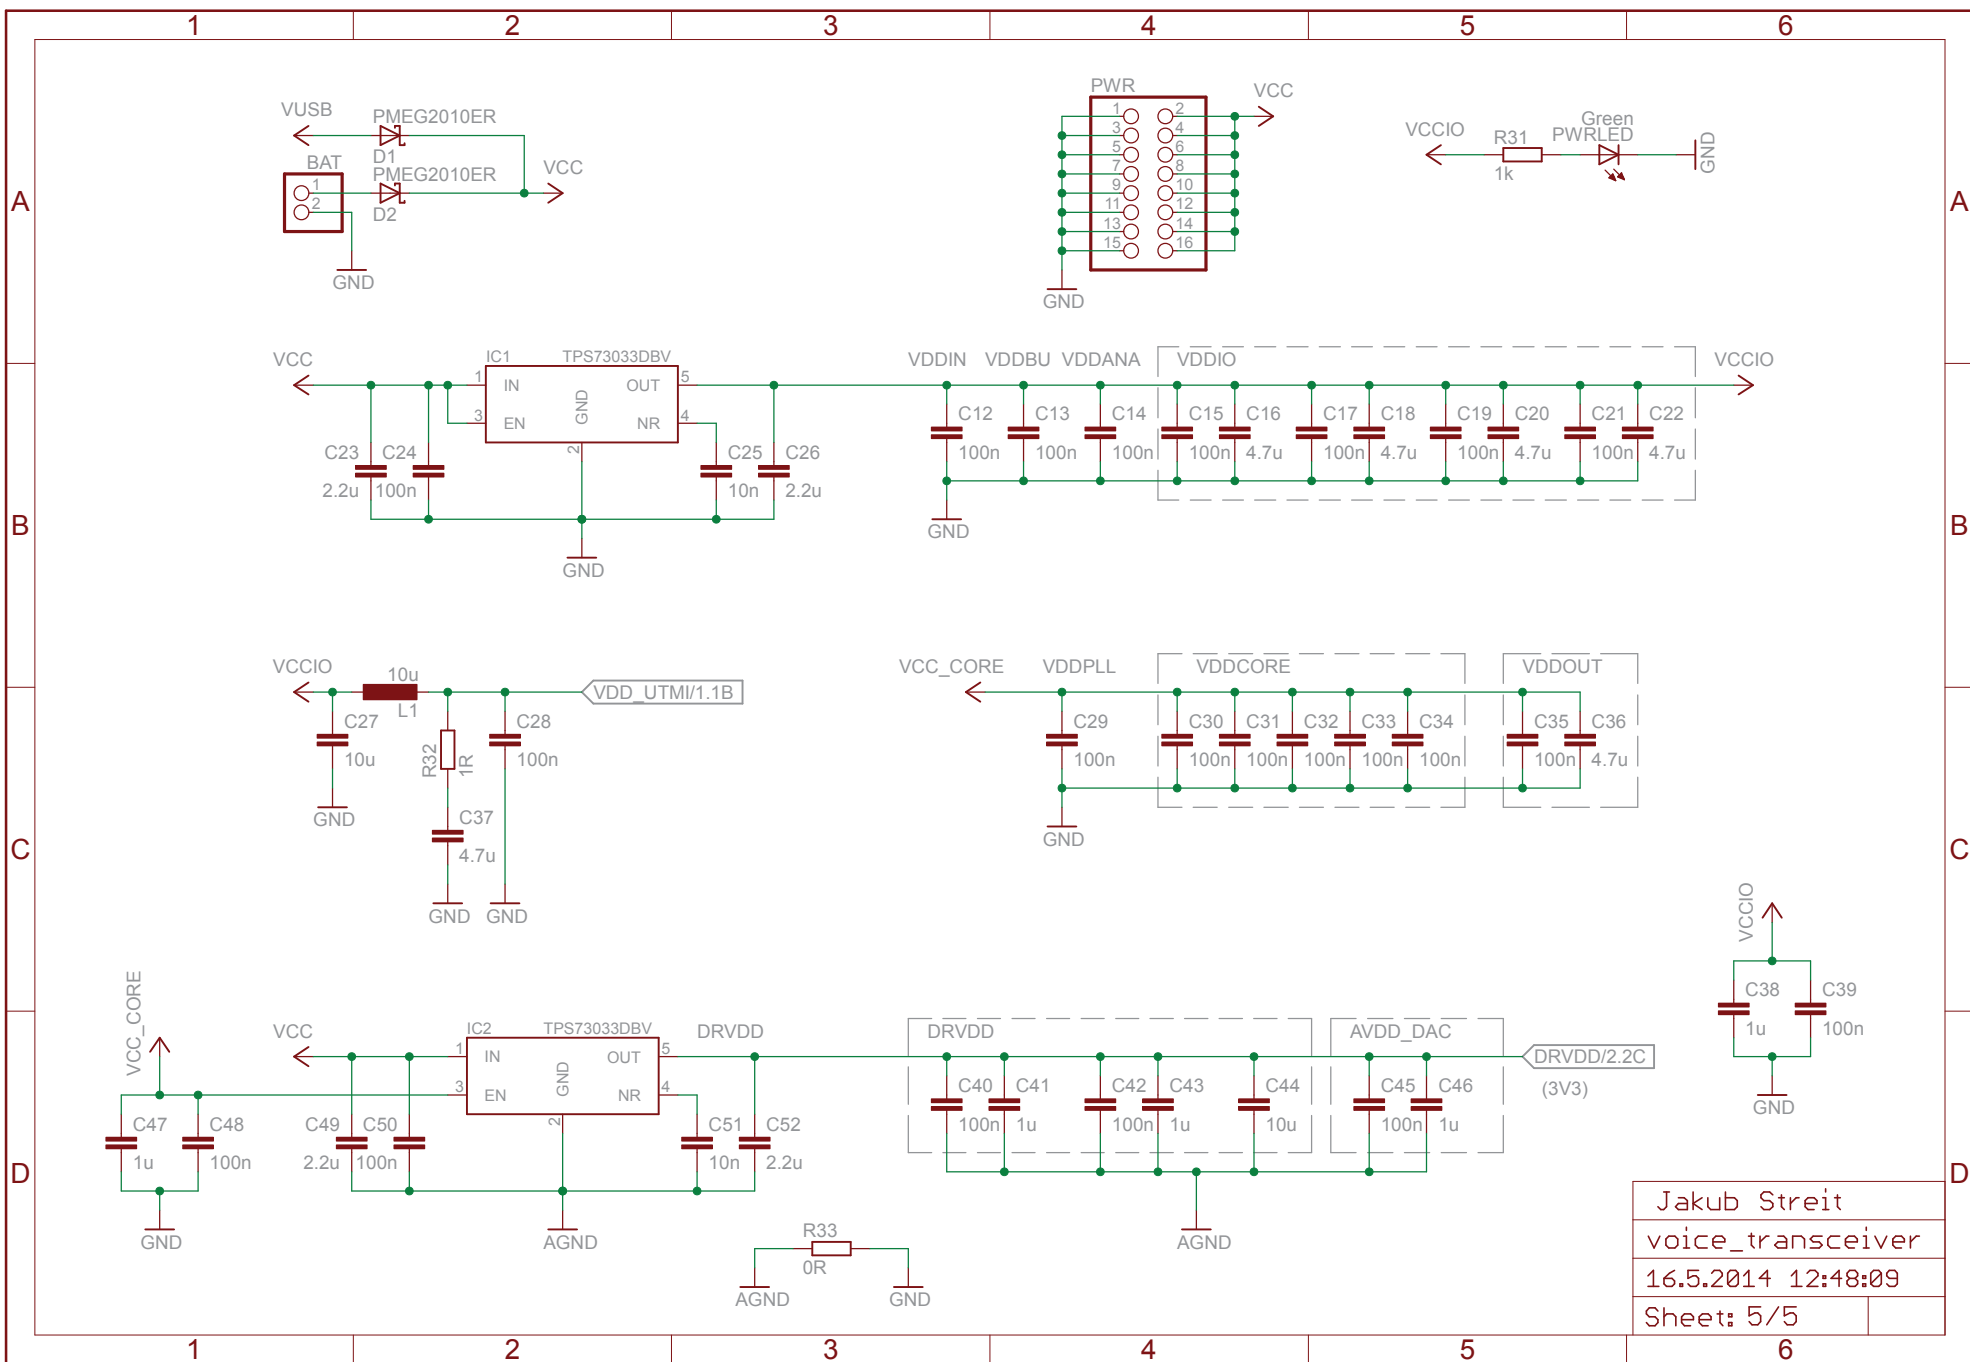 1 2 3 4 5 6
A A
B B
C C
D D
VUSB
PMEG2010ER
D1
BAT
1
2
PMEG2010ER
D2
VCC
GND
PWR
VCC
1 2
3 4
5 6
7 8
9 10
11 12
13 14
15 16
GND
VCCIO
R31
1k
Green
PWRLED
GND
VCC
IC1 TPS73033DBV
1 IN OUT 5
3 EN GND NR 4
2
C23 C24 C25 C26
2.2u 100n 10n 2.2u
GND
VDDIN VDDBU VDDANA VDDIO VCCIO
C12 C13 C14 C15 C16 C17 C18 C19 C20 C21 C22
100n 100n 100n 100n 4.7u 100n 4.7u 100n 4.7u 100n 4.7u
GND
VCCIO
10u
L1
VDD_UTMI/1.1B
C27
10u
GND
R32
1R
C28
100n
C37
4.7u
GND GND
VCC_CORE VDDPLL VDDCORE VDDOUT
C29 C30 C31 C32 C33 C34 C35 C36
100n 100n 100n 100n 100n 100n 100n 4.7u
GND
VCCIO
C38 C39
1u 100n
GND
VCC_CORE
C47 C48
1u 100n
GND
VCC
IC2 TPS73033DBV
1 IN OUT 5
3 EN GND NR 4
2
C49 C50 C51 C52
2.2u 100n 10n 2.2u
AGND
DRVDD
DRVDD AVDD_DAC
DRVDD/2.2C
(3V3)
C40 C41 C42 C43 C44 C45 C46
100n 1u 100n 1u 10u 100n 1u
AGND
R33
0R
AGND GND
Jakub Streit
voice_transceiver
16.5.2014 12:48:09
Sheet: 5/5
1 2 3 4 5 6